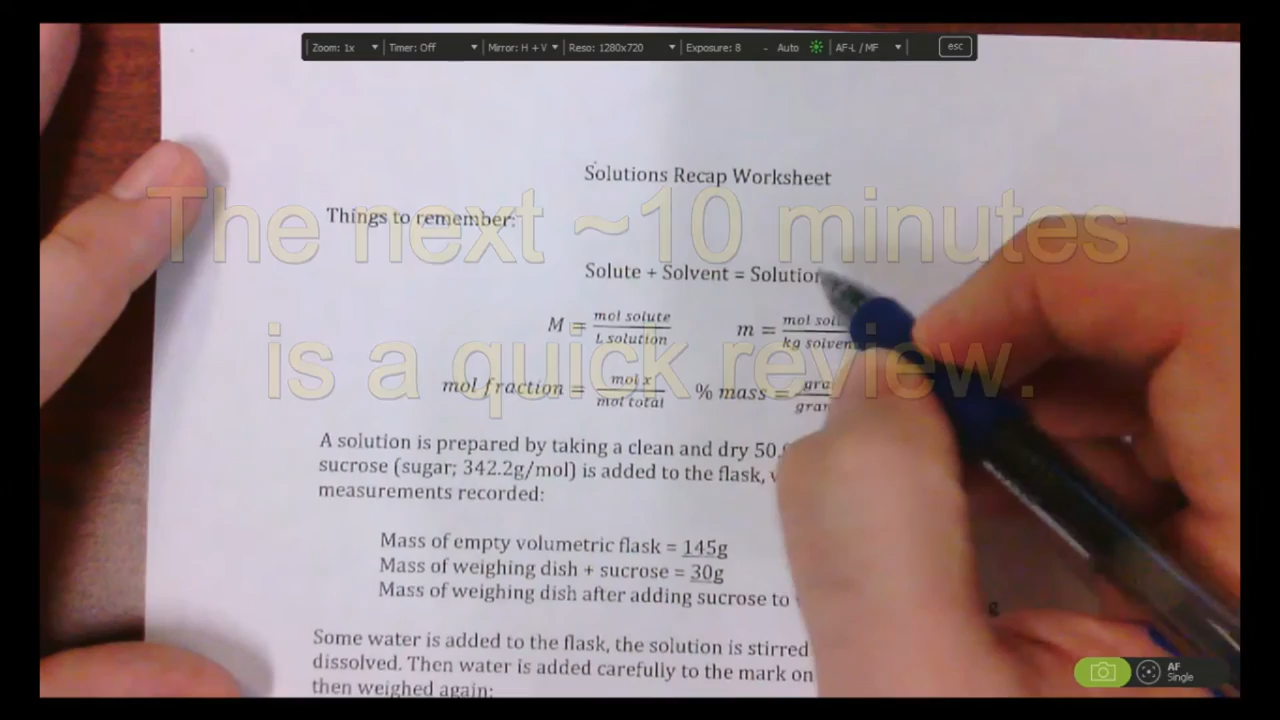 Zoom: 1x Timer: Off Mirror: H + V Reso: 1280x720 Exposure: 8 - Auto AF-L / MF esc
Solutions Recap Worksheet
The next ~10 minutes
is a quick review.
Things to remember:
Solute + Solvent = Solution
M = mol solute / L solution m = mol / kg solven
mol fraction = mol x / mol total % mass = gra / gra
A solution is prepared by taking a clean and dry 50.
sucrose (sugar; 342.2g/mol) is added to the flask,
measurements recorded:
Mass of empty volumetric flask = 145g
Mass of weighing dish + sucrose = 30g
Mass of weighing dish after adding sucrose to g
Some water is added to the flask, the solution is stirred
dissolved. Then water is added carefully to the mark on
then weighed again:
AF
Single